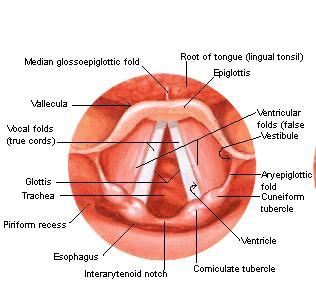 Root of tongue (lingual tonsil)
Median glossoepiglottic fold
Epiglottis
Vallecula
Ventricular
folds (false
Vestibule
Vocal folds
(true cords)
Aryepiglottic
fold
Cuneiform
tubercle
Glottis
Trachea
Piriform recess
Ventricle
Esophagus
Corniculate tubercle
Interarytenoid notch